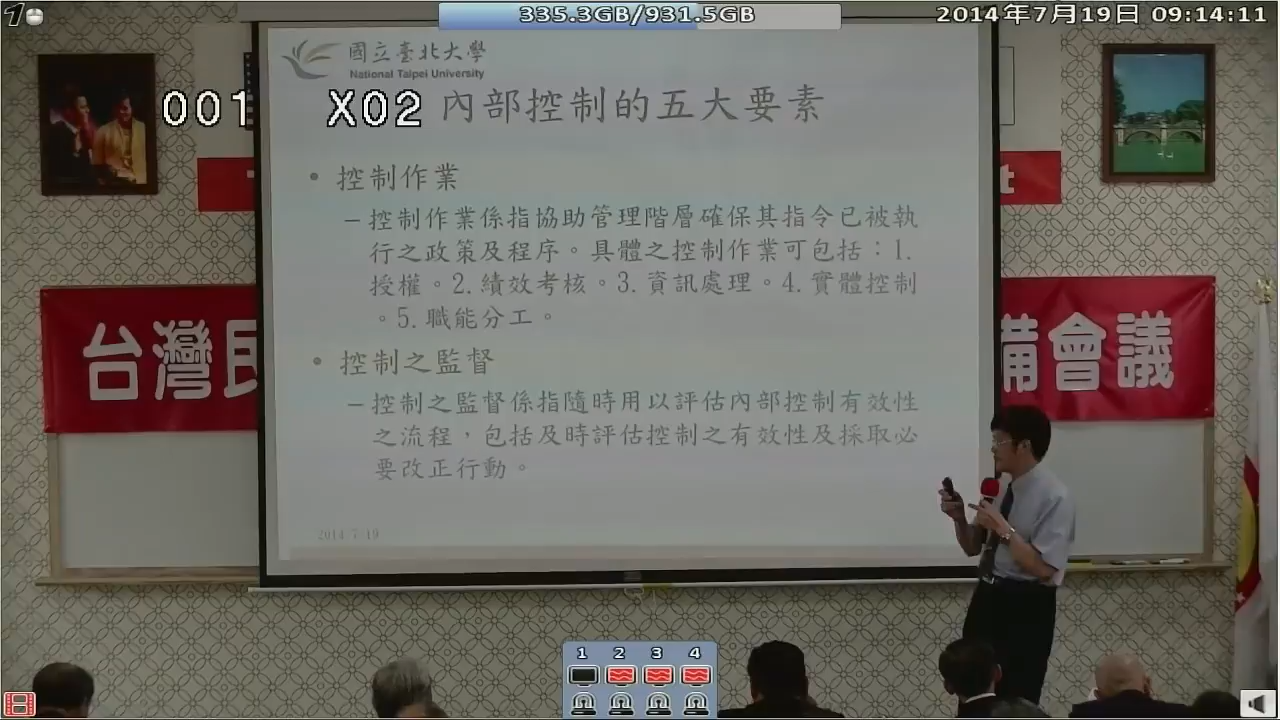 1
335.3GB/931.5GB
2014年7月19日 09:14:11
國立臺北大學
National Taipei University
001
X02
內部控制的五大要素
t
• 控制作業
–控制作業係指協助管理階層確保其指令已被執
行之政策及程序。具體之控制作業可包括：1.
授權。2.績效考核。3.資訊處理。4.實體控制
。5.職能分工。
台灣民
備會議
• 控制之監督
–控制之監督係指隨時用以評估內部控制有效性
之流程，包括及時評估控制之有效性及採取必
要改正行動。
2014-7-19
1 2 3 4